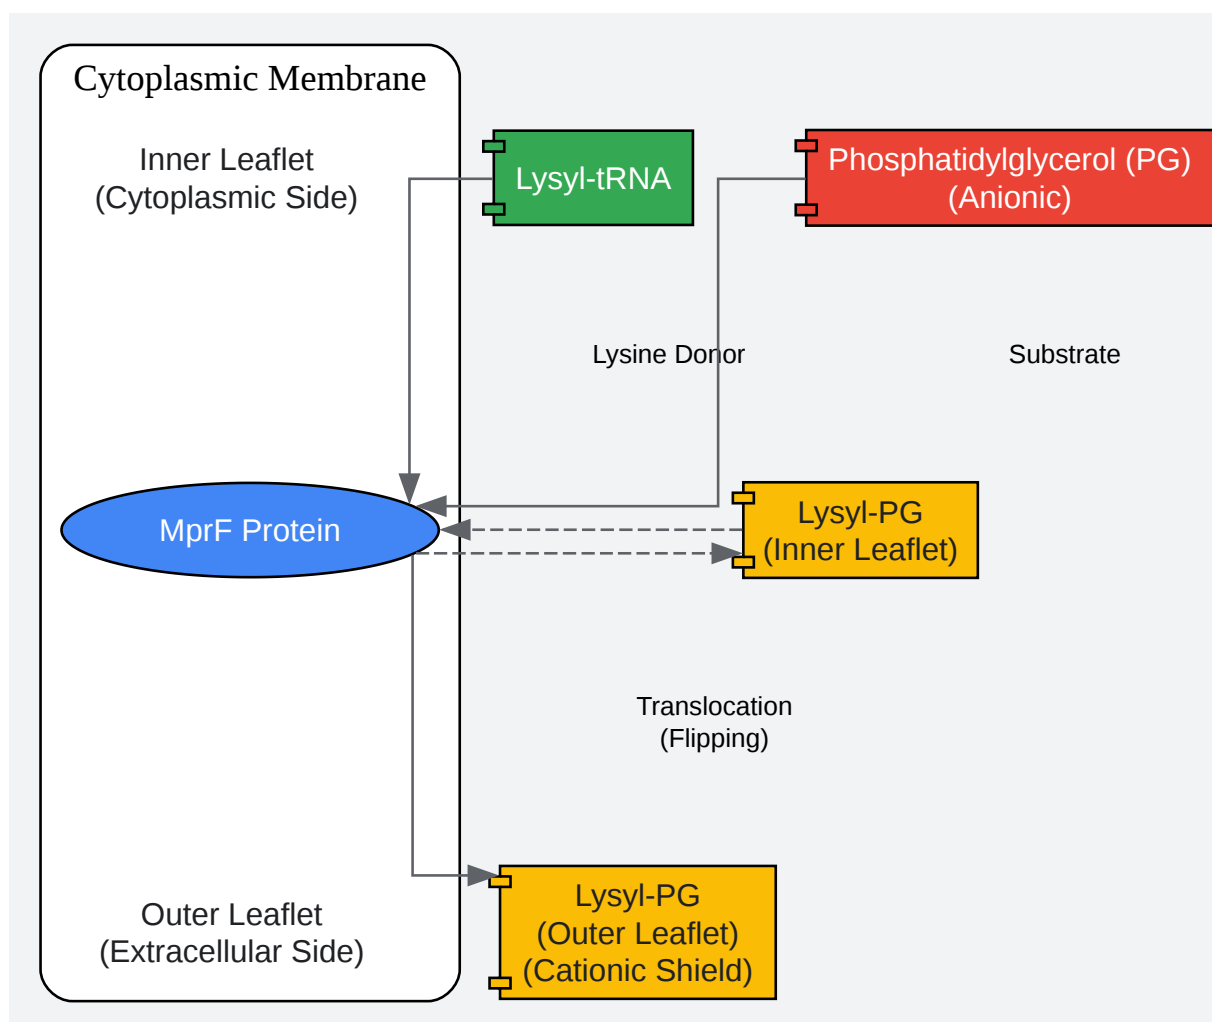 Cytoplasmic Membrane
Inner Leaflet
(Cytoplasmic Side)
Lysyl-tRNA
Phosphatidylglycerol (PG)
(Anionic)
Lysine Donor
Substrate
MprF Protein
Lysyl-PG
(Inner Leaflet)
Translocation
(Flipping)
Outer Leaflet
(Extracellular Side)
Lysyl-PG
(Outer Leaflet)
(Cationic Shield)